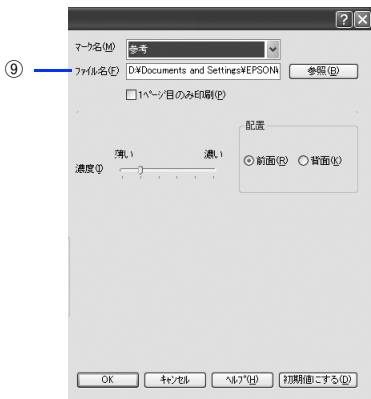 マーク名(M) 参考
⑨ ファイル名(F) D:¥Documents and Settings¥EPSON¥ 参照(B)
1ページ目のみ印刷(P)
配置
薄い 濃い
濃度(I)
前面(R) 背面(K)
OK キャンセル ヘルプ(H) 初期値にする(D)